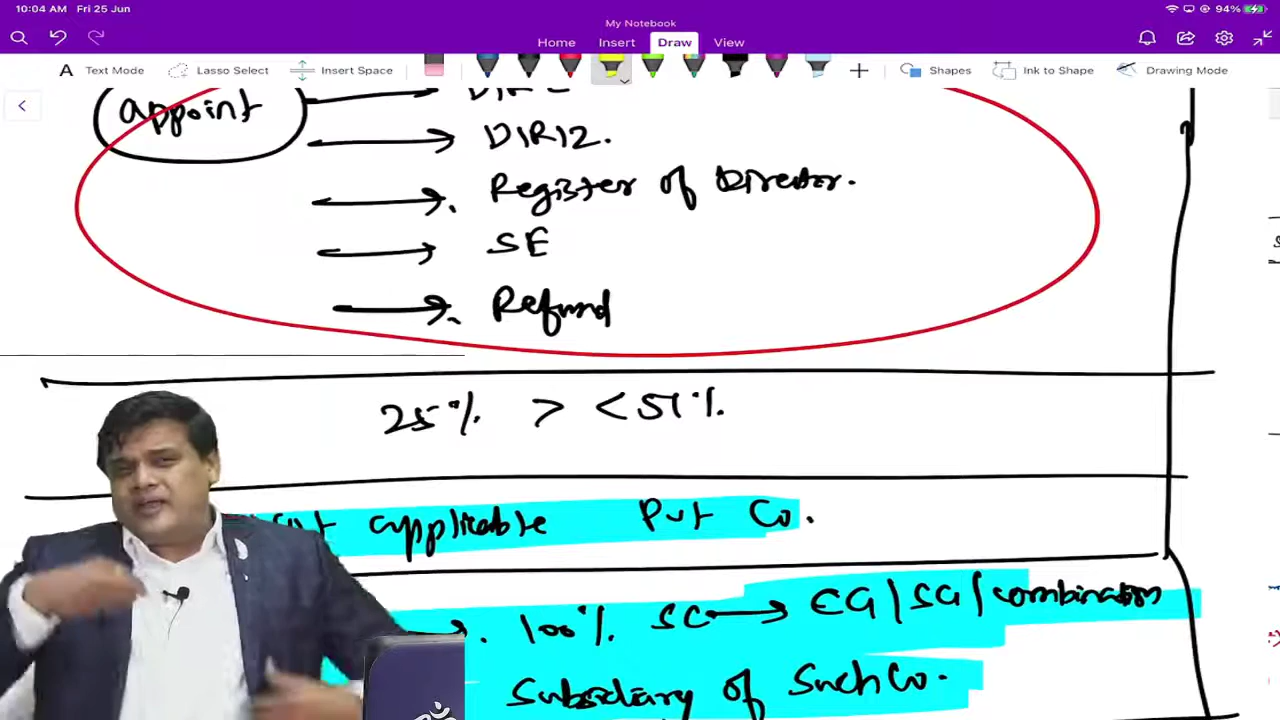 10:04 AM Fri 25 Jun
94%
My Notebook
Home Insert Draw View
Text Mode Lasso Select Insert Space Shapes Ink to Shape Drawing Mode
appoint
DIR12.
Register of Director.
SE
Refund
25% > < 51%
applicable Pvt Co.
100% SC → CG/SG/combination
Subsidiary of Such Co.